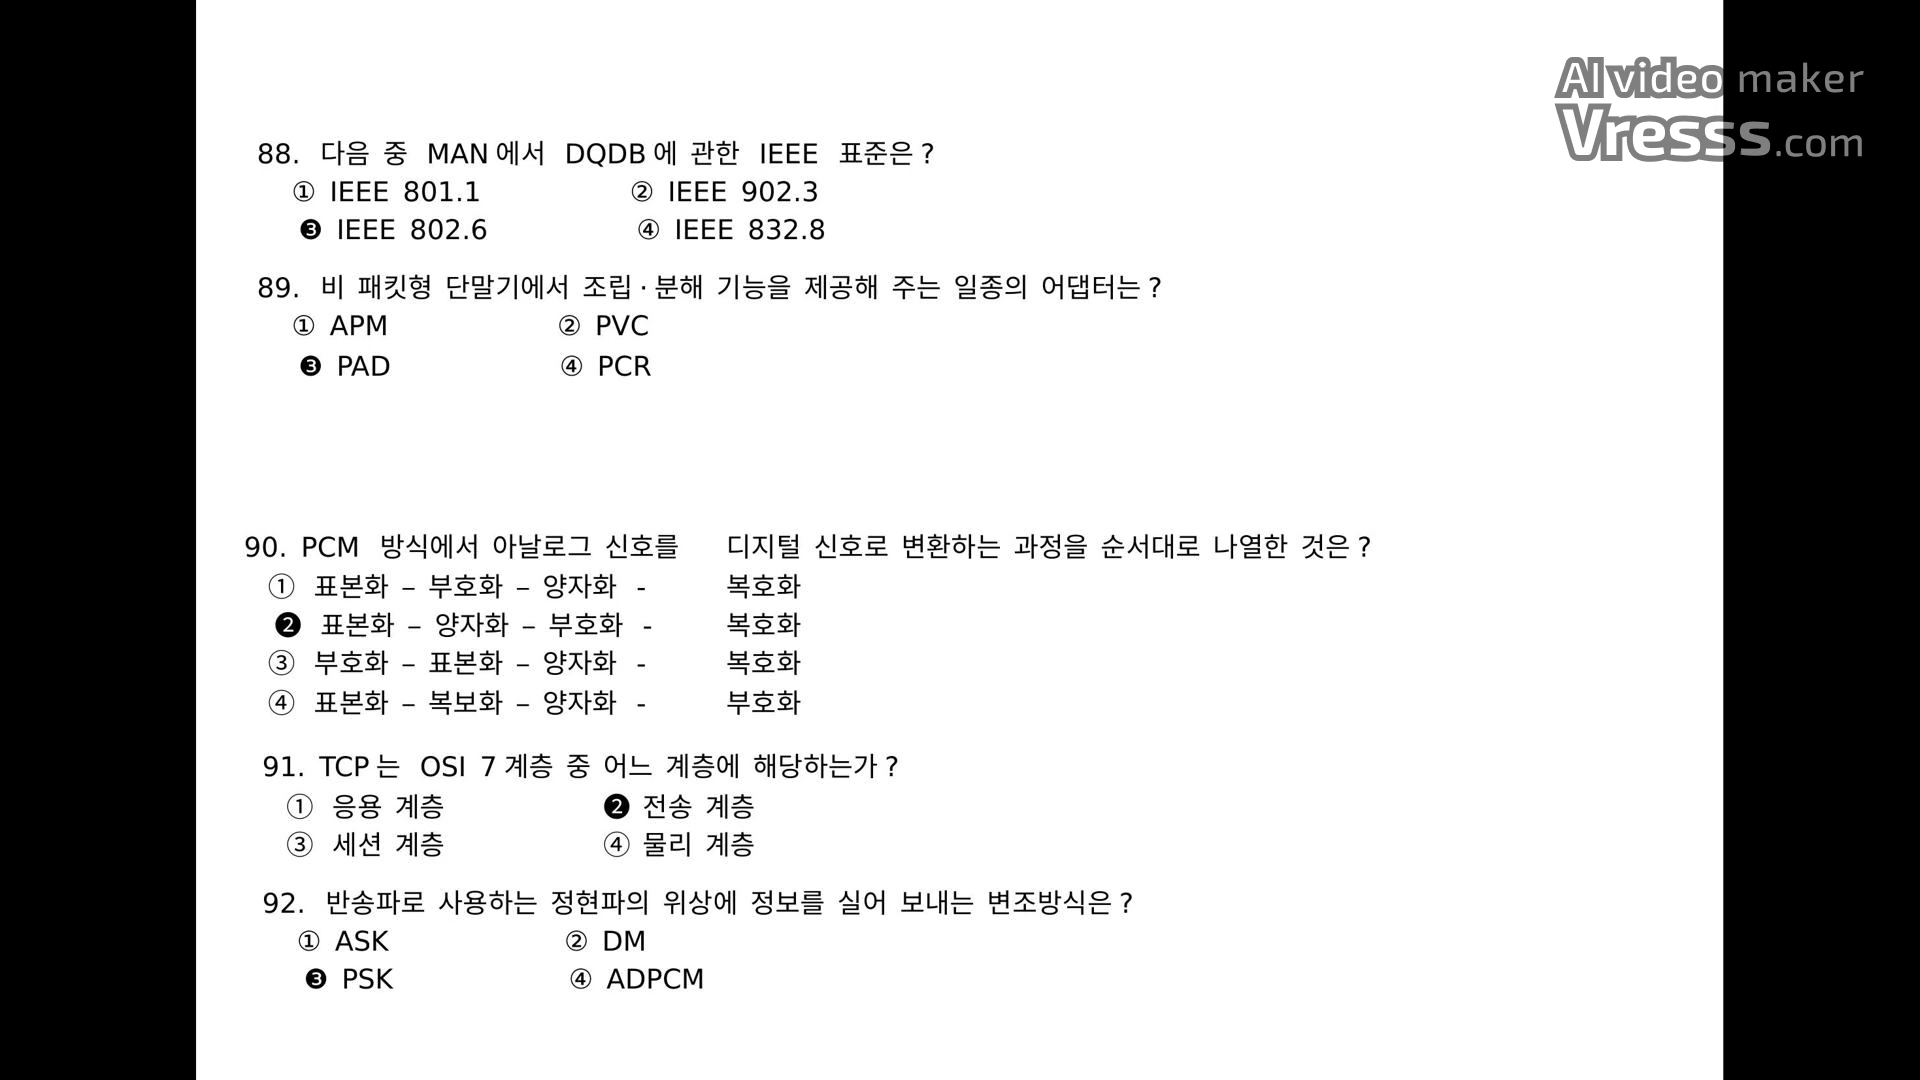 AI video maker
Vresss.com
88. 다음 중 MAN에서 DQDB에 관한 IEEE 표준은?
① IEEE 801.1 ② IEEE 902.3
❸ IEEE 802.6 ④ IEEE 832.8
89. 비 패킷형 단말기에서 조립·분해 기능을 제공해 주는 일종의 어댑터는?
① APM ② PVC
❸ PAD ④ PCR
90. PCM 방식에서 아날로그 신호를 디지털 신호로 변환하는 과정을 순서대로 나열한 것은?
① 표본화 – 부호화 – 양자화 - 복호화
❷ 표본화 – 양자화 – 부호화 - 복호화
③ 부호화 – 표본화 – 양자화 - 복호화
④ 표본화 – 복보화 – 양자화 - 부호화
91. TCP는 OSI 7계층 중 어느 계층에 해당하는가?
① 응용 계층 ❷ 전송 계층
③ 세션 계층 ④ 물리 계층
92. 반송파로 사용하는 정현파의 위상에 정보를 실어 보내는 변조방식은?
① ASK ② DM
❸ PSK ④ ADPCM